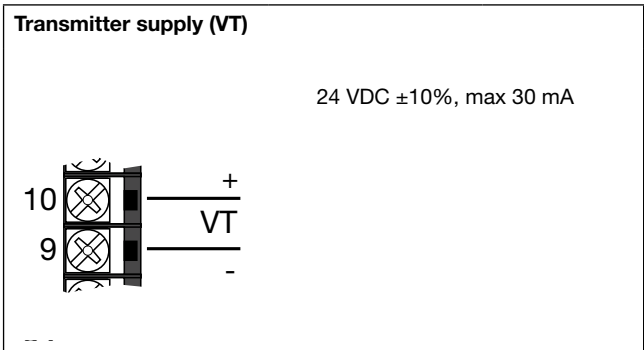 Transmitter supply (VT)
24 VDC ±10%, max 30 mA
10
+
VT
9
-